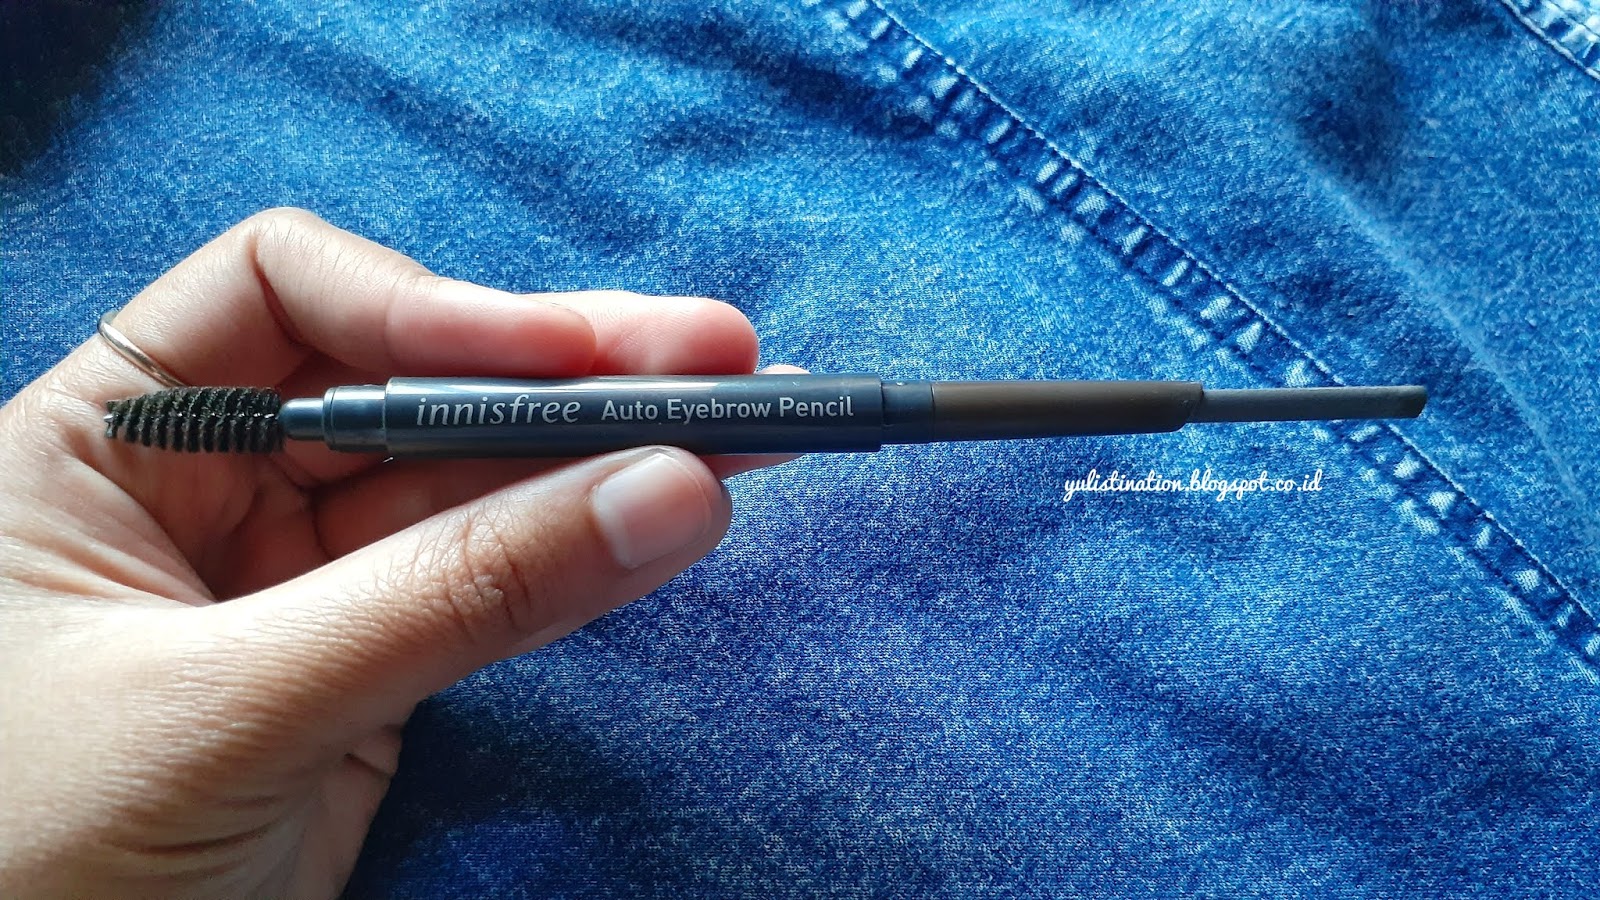 innisfree Auto Eyebrow Pencil
yulistination.blogspot.co.id